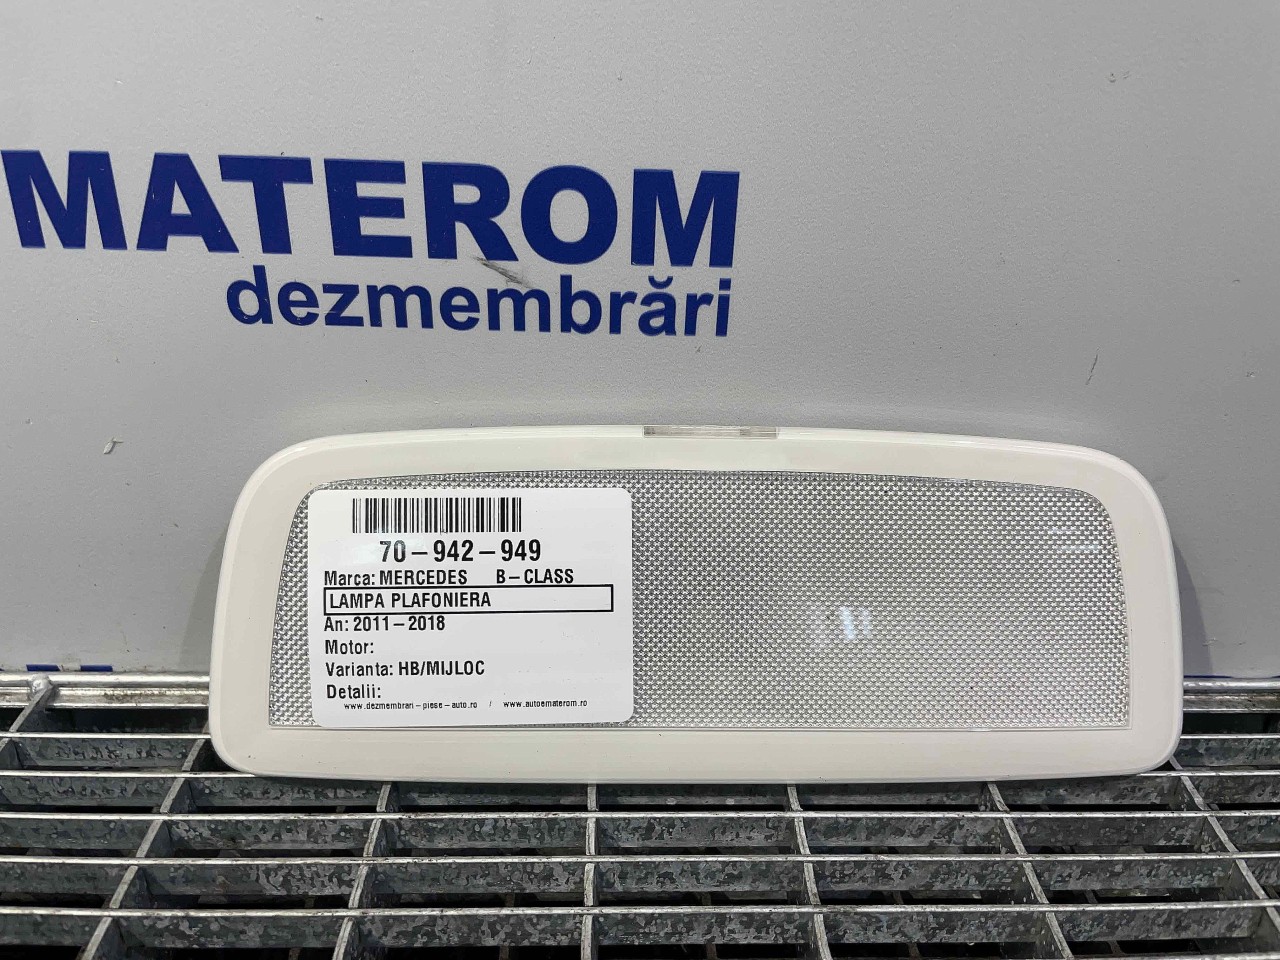 MATEROM
dezmembrări
70-942-949
Marca: MERCEDES B-CLASS
LAMPA PLAFONIERA
An: 2011-2018
Motor:
Varianta: HB/MIJLOC
Detalii:
www.dezmembrari-piese-auto.ro / www.autoematerom.ro